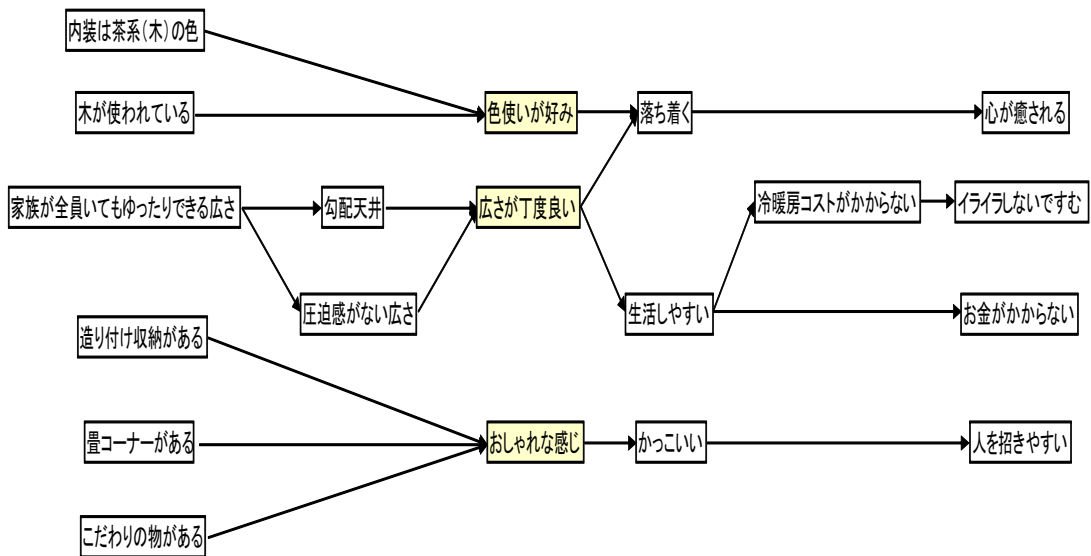 内装は茶系(木)の色
木が使われている
色使いが好み
落ち着く
心が癒される
家族が全員いてもゆったりできる広さ
勾配天井
広さが丁度良い
冷暖房コストがかからない
イライラしないですむ
圧迫感がない広さ
生活しやすい
お金がかからない
造り付け収納がある
畳コーナーがある
おしゃれな感じ
かっこいい
人を招きやすい
こだわりの物がある